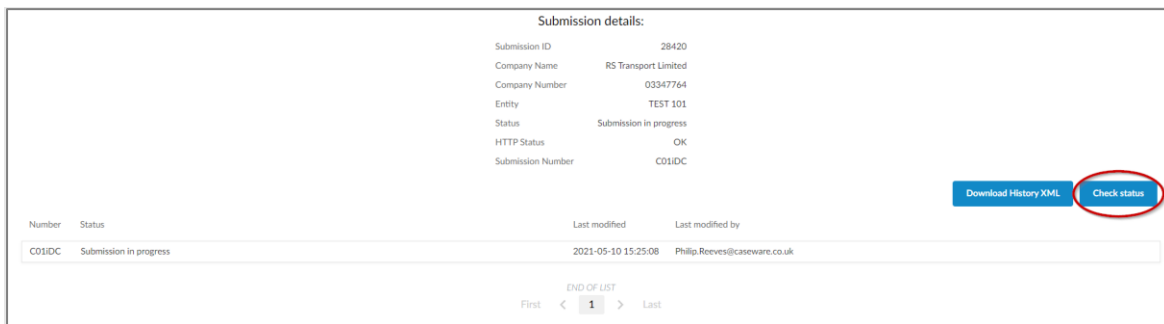 Submission details:
Submission ID 28420
Company Name RS Transport Limited
Company Number 03347764
Entity TEST 101
Status Submission in progress
HTTP Status OK
Submission Number C01iDC
Download History XML Check status
Number Status Last modified Last modified by
C01iDC Submission in progress 2021-05-10 15:25:08 Philip.Reeves@caseware.co.uk
END OF LIST
First < 1 > Last